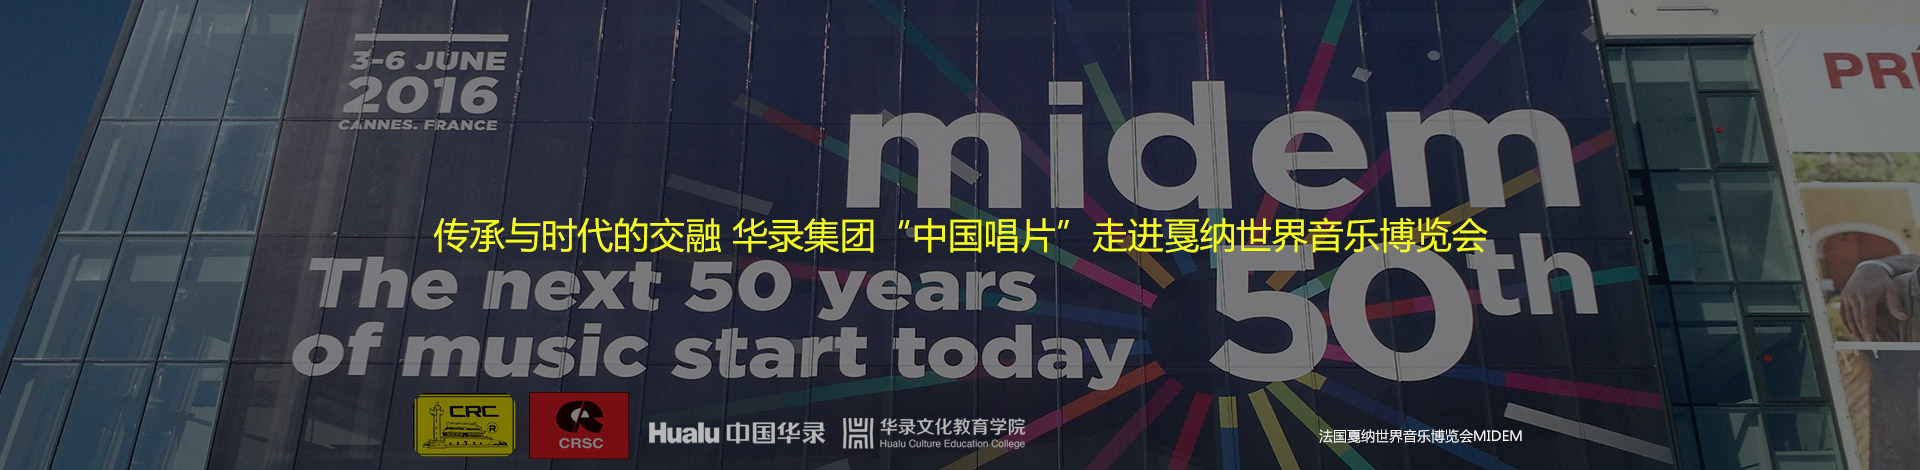 3-6 JUNE
2016
CANNES. FRANCE
midem
PRI
传承与时代的交融 华录集团“中国唱片”走进戛纳世界音乐博览会
50th
The next 50 years
of music start today
CRC
R
CRSC
Hualu 中国华录
华录文化教育学院
Hualu Culture Education College
法国戛纳世界音乐博览会MIDEM